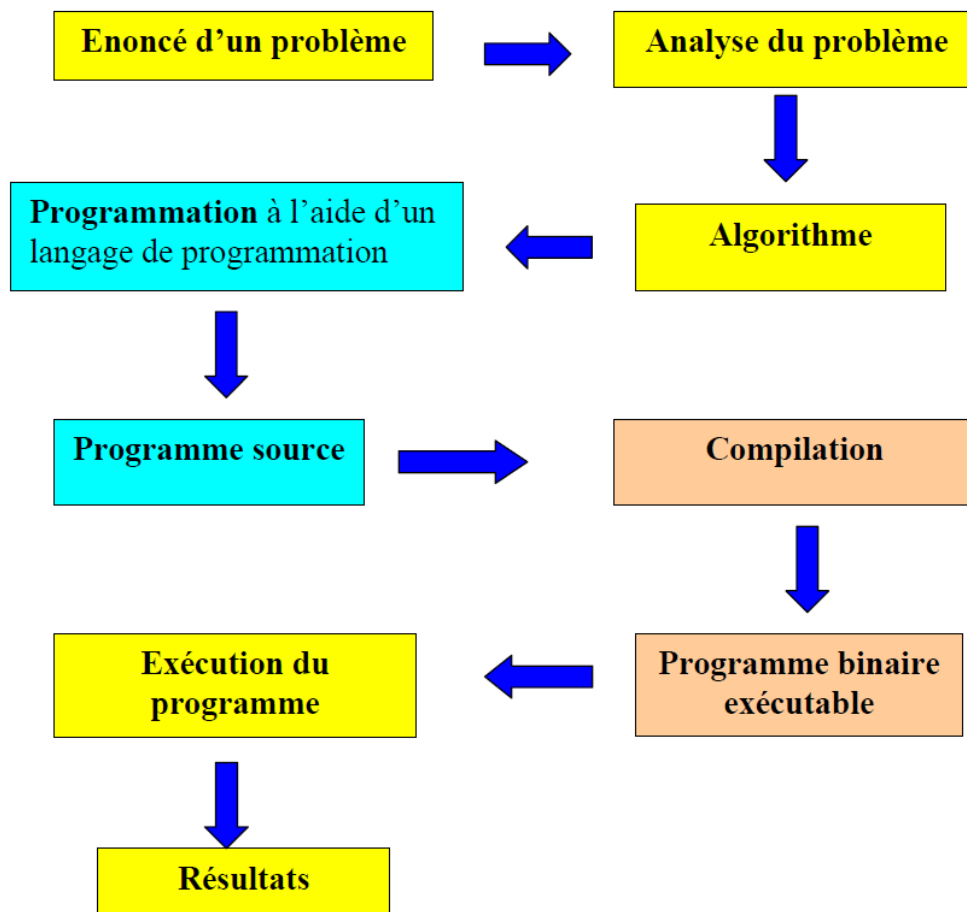 Enoncé d’un problème
Analyse du problème
Algorithme
Programmation à l’aide d’un
langage de programmation
Programme source
Compilation
Programme binaire
exécutable
Exécution du
programme
Résultats